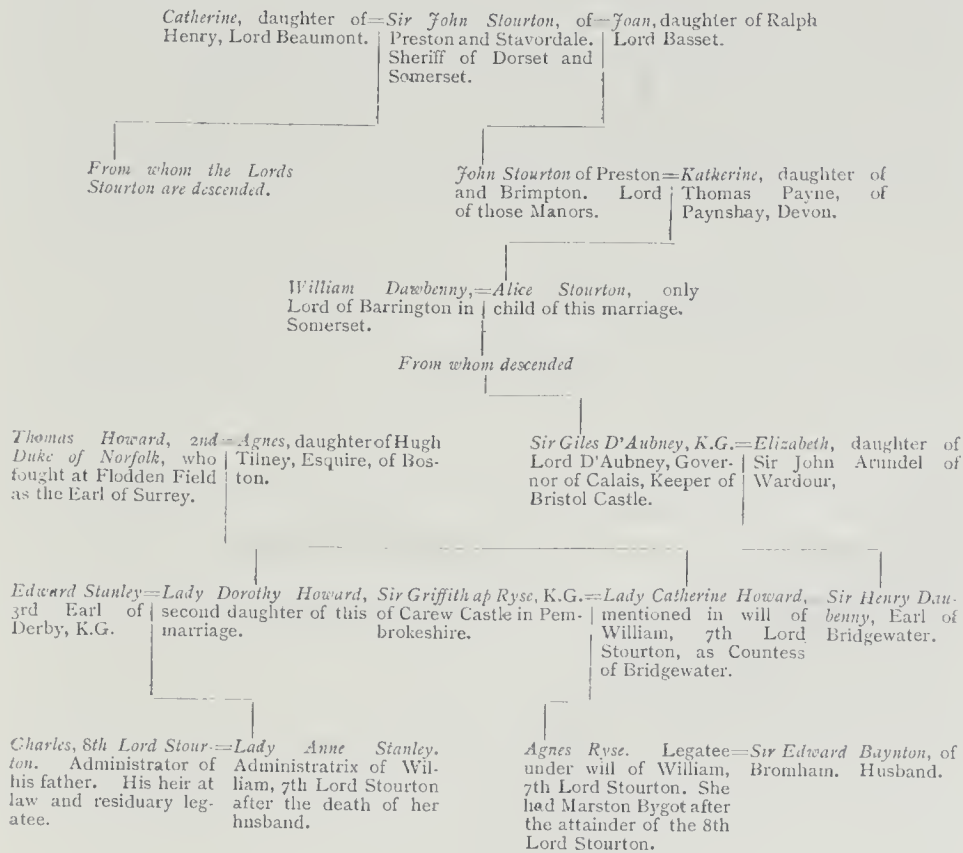 Catherine, daughter of
Henry, Lord Beaumont.
=Sir John Stourton, of
Preston and Stavordale.
Sheriff of Dorset and
Somerset.
=Joan, daughter of Ralph
Lord Basset.
From whom the Lords
Stourton are descended.
John Stourton of Preston
and Brimpton. Lord
of those Manors.
=Katherine, daughter of
Thomas Payne, of
Paynshay, Devon.
William Dawbenny,
Lord of Barrington in
Somerset.
=Alice Stourton, only
child of this marriage.
From whom descended
Thomas Howard, 2nd
Duke of Norfolk, who
fought at Flodden Field
as the Earl of Surrey.
=Agnes, daughter of Hugh
Tilney, Esquire, of Bos-
ton.
Sir Giles D'Aubney, K.G.
Lord D'Aubney, Gover-
nor of Calais, Keeper of
Bristol Castle.
=Elizabeth, daughter of
Sir John Arundel of
Wardour,
Edward Stanley
3rd Earl of
Derby, K.G.
=Lady Dorothy Howard,
second daughter of this
marriage.
Sir Griffith ap Ryse, K.G.
of Carew Castle in Pem-
brokeshire.
=Lady Catherine Howard,
mentioned in will of
William, 7th Lord
Stourton, as Countess
of Bridgewater.
Sir Henry Dau-
benny, Earl of
Bridgewater.
Charles, 8th Lord Stour-
ton. Administrator of
his father. His heir at
law and residuary leg-
atee.
=Lady Anne Stanley.
Administratrix of Wil-
liam, 7th Lord Stourton
after the death of her
husband.
Agnes Ryse. Legatee
under will of William,
7th Lord Stourton. She
had Marston Bygot after
the attainder of the 8th
Lord Stourton.
=Sir Edward Baynton, of
Bromham. Husband.